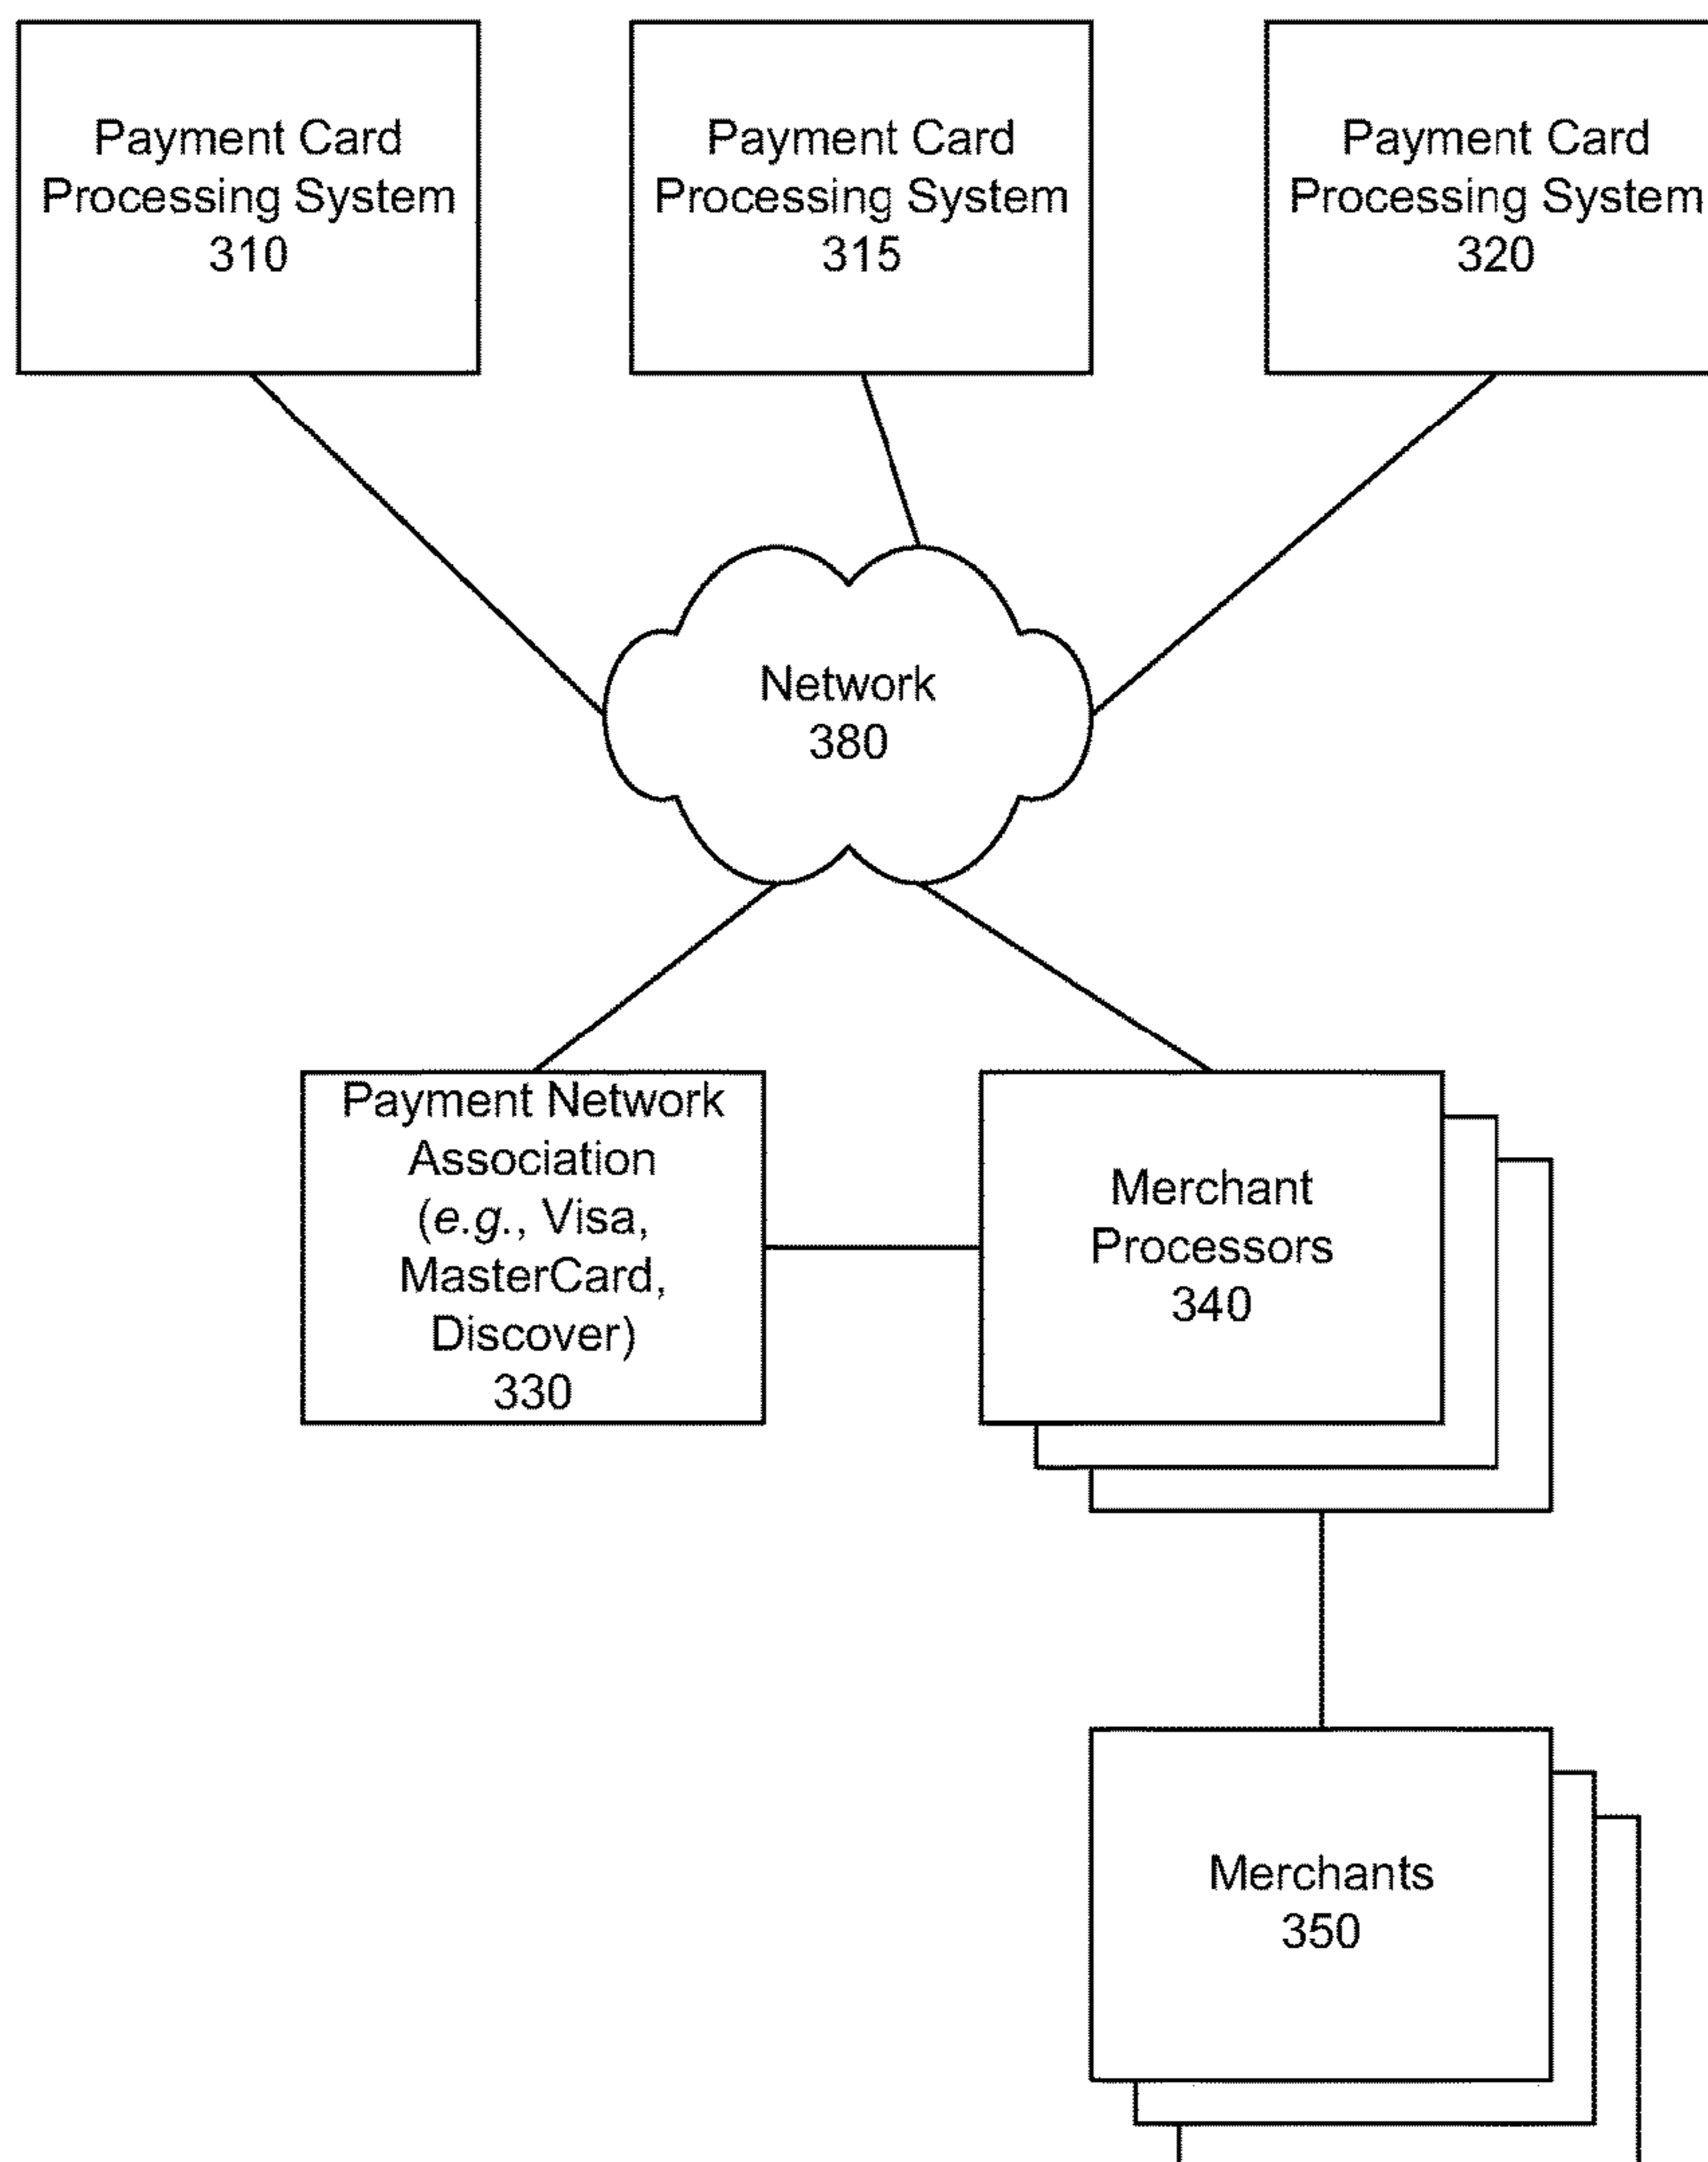 Payment Card
Processing System
310
Payment Card
Processing System
315
Payment Card
Processing System
320
Network
380
Payment Network
Association
(e.g., Visa,
MasterCard,
Discover)
330
Merchant
Processors
340
Merchants
350